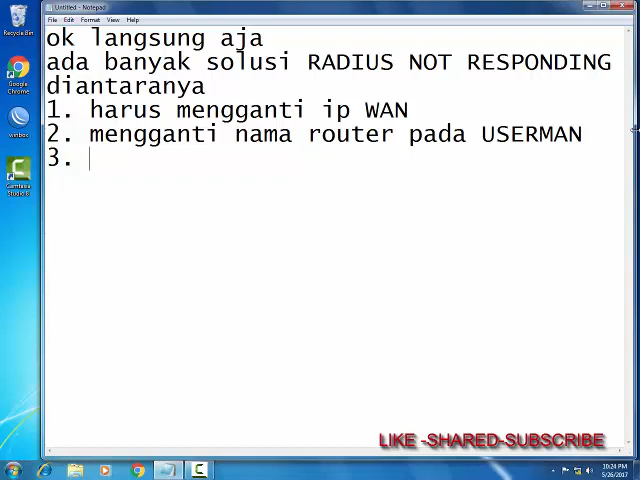 Recycle Bin
Google
Chrome
winbox
Camtasia
Studio 8
Untitled - Notepad
File Edit Format View Help
ok langsung aja
ada banyak solusi RADIUS NOT RESPONDING
diantaranya
1. harus mengganti ip WAN
2. mengganti nama router pada USERMAN
3.
LIKE -SHARED-SUBSCRIBE
10:24 PM
5/26/2017